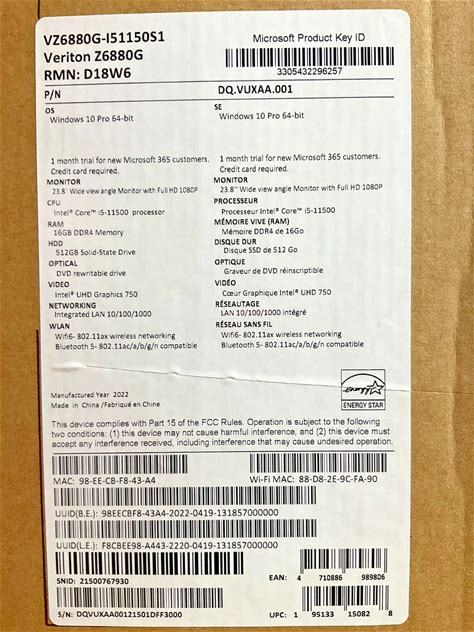 VZ6880G-I51150S1
Veriton Z6880G
RMN: D18W6
Microsoft Product Key ID
3305432296257
P/N DQ.VUXAA.001
OS
Windows 10 Pro 64-bit
1 month trial for new Microsoft 365 customers.
Credit card required.
MONITOR
23.8" Wide view angle Monitor with Full HD 1080P
CPU
Intel® Core™ i5-11500 processor
RAM
16GB DDR4 Memory
HDD
512GB Solid-State Drive
OPTICAL
DVD rewritable drive
VIDEO
Intel® UHD Graphics 750
NETWORKING
Integrated LAN 10/100/1000
WLAN
Wifi6- 802.11ax wireless networking
Bluetooth 5- 802.11ac/a/b/g/n compatible
SE
Windows 10 Pro 64-bit
1 month trial for new Microsoft 365 customers.
Credit card required.
MONITOR
23.8" Wide view angle Monitor with Full HD 1080P
PROCESSEUR
Processeur Intel® Core™ i5-11500
MÉMOIRE VIVE (RAM)
Mémoire DDR4 de 16Go
DISQUE DUR
Disque SSD de 512 Go
OPTIQUE
Graveur de DVD réinscriptible
VIDÉO
Cœur Graphique Intel® UHD 750
RÉSEAUTAGE
LAN 10/100/1000 intégré
RÉSEAU SANS FIL
Wifi6- 802.11ax wireless networking
Bluetooth 5- 802.11ac/a/b/g/n compatible
Manufactured Year 2022
Made in China /Fabriqué en Chine
energy
ENERGY STAR
This device complies with Part 15 of the FCC Rules. Operation is subject to the following
two conditions: (1) this device may not cause harmful interference, and (2) this device must
accept any interference received, including interference that may cause undesired operation.
MAC: 98-EE-CB-F8-43-A4
Wi-Fi MAC: 88-D8-2E-9C-FA-90
UUID(B.E.): 98EECBF8-43A4-2022-0419-131857000000
UUID(L.E.): F8CBEE98-A443-2220-0419-131857000000
SNID: 21500767930
EAN: 4 710886 989806
S/N: DQVUXAA00121501DFF3000
UPC: 1 95133 15082 8